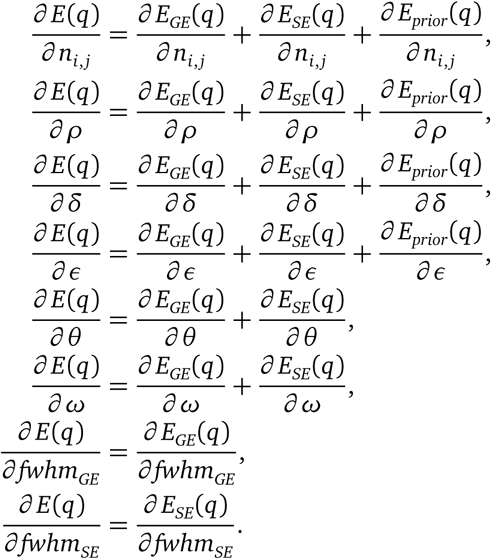 ∂E(q)/∂n_{i,j} = ∂E_{GE}(q)/∂n_{i,j} + ∂E_{SE}(q)/∂n_{i,j} + ∂E_{prior}(q)/∂n_{i,j},
∂E(q)/∂ρ = ∂E_{GE}(q)/∂ρ + ∂E_{SE}(q)/∂ρ + ∂E_{prior}(q)/∂ρ,
∂E(q)/∂δ = ∂E_{GE}(q)/∂δ + ∂E_{SE}(q)/∂δ + ∂E_{prior}(q)/∂δ,
∂E(q)/∂ϵ = ∂E_{GE}(q)/∂ϵ + ∂E_{SE}(q)/∂ϵ + ∂E_{prior}(q)/∂ϵ,
∂E(q)/∂θ = ∂E_{GE}(q)/∂θ + ∂E_{SE}(q)/∂θ,
∂E(q)/∂ω = ∂E_{GE}(q)/∂ω + ∂E_{SE}(q)/∂ω,
∂E(q)/∂fwhm_{GE} = ∂E_{GE}(q)/∂fwhm_{GE},
∂E(q)/∂fwhm_{SE} = ∂E_{SE}(q)/∂fwhm_{SE}.